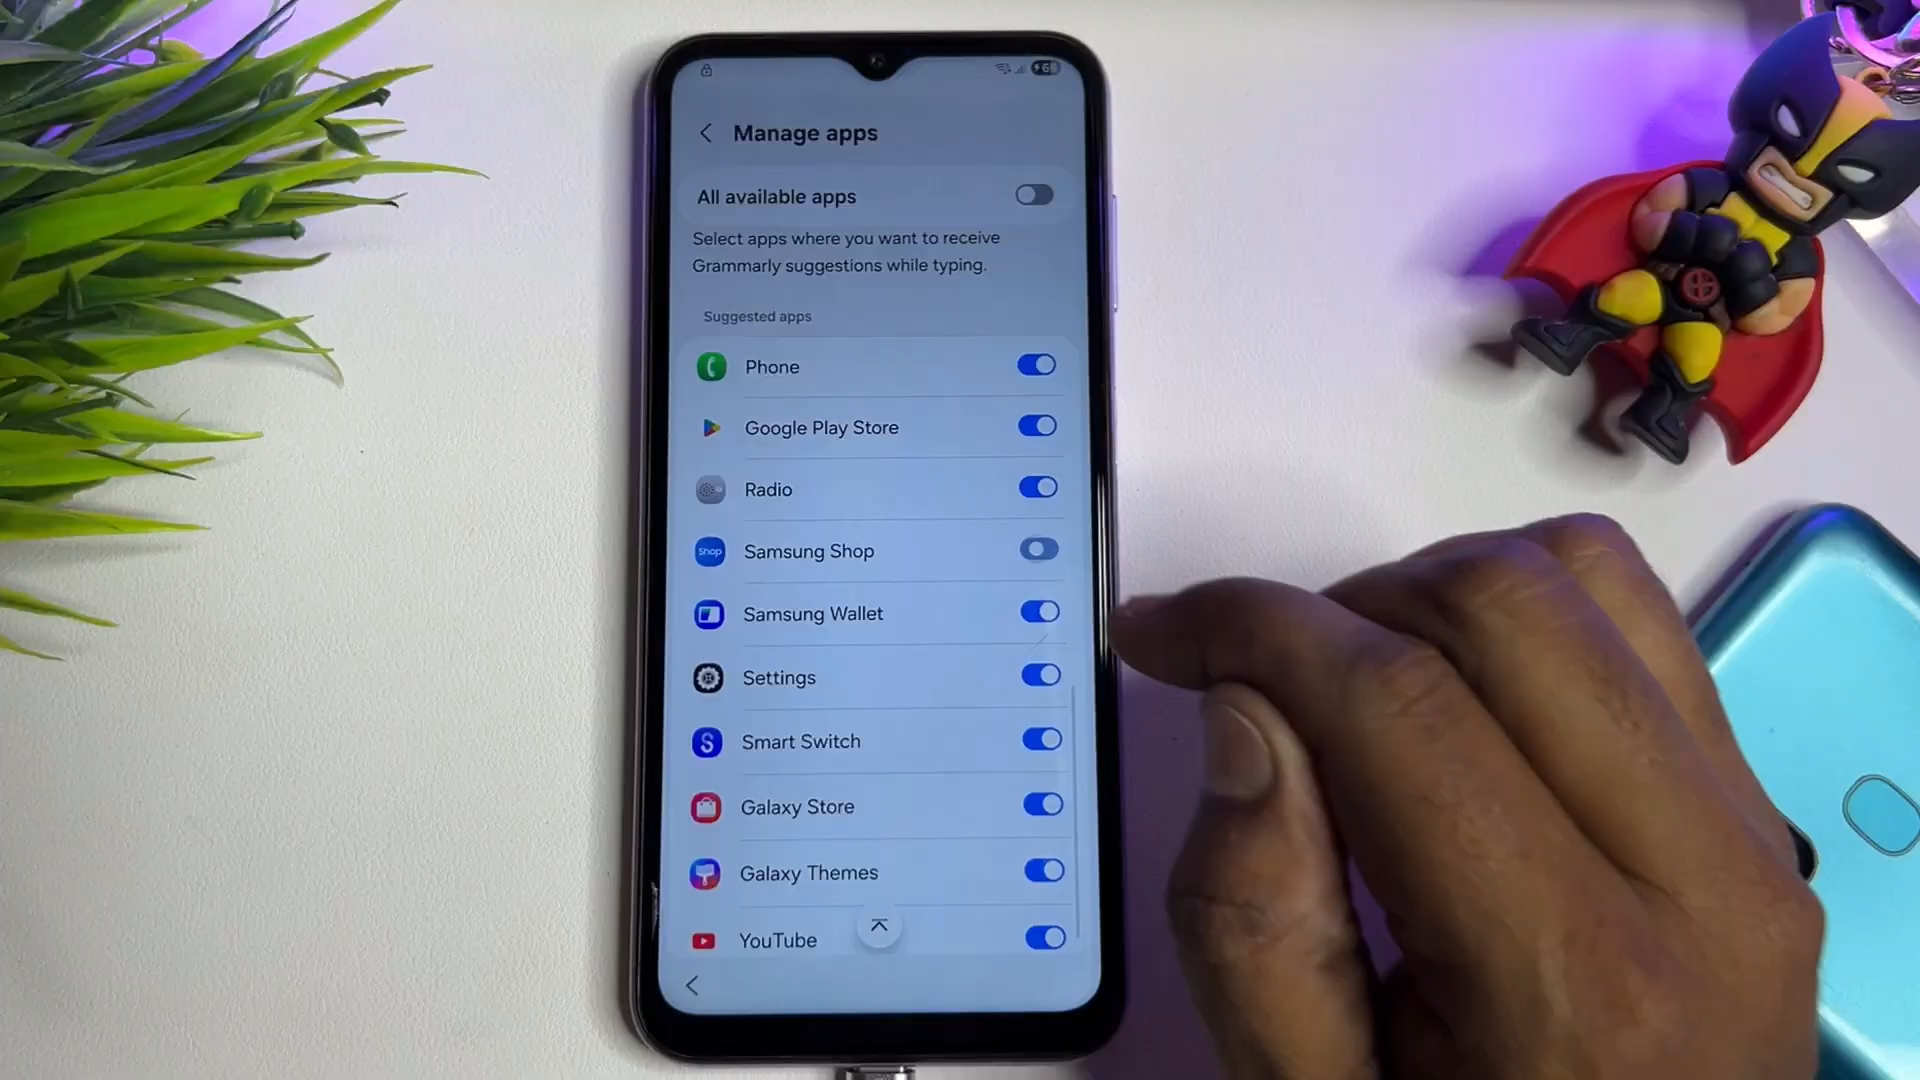 Manage apps
All available apps
Select apps where you want to receive
Grammarly suggestions while typing.
Suggested apps
Phone
Google Play Store
Radio
Shop
Samsung Shop
Samsung Wallet
Settings
S
Smart Switch
Galaxy Store
Galaxy Themes
YouTube